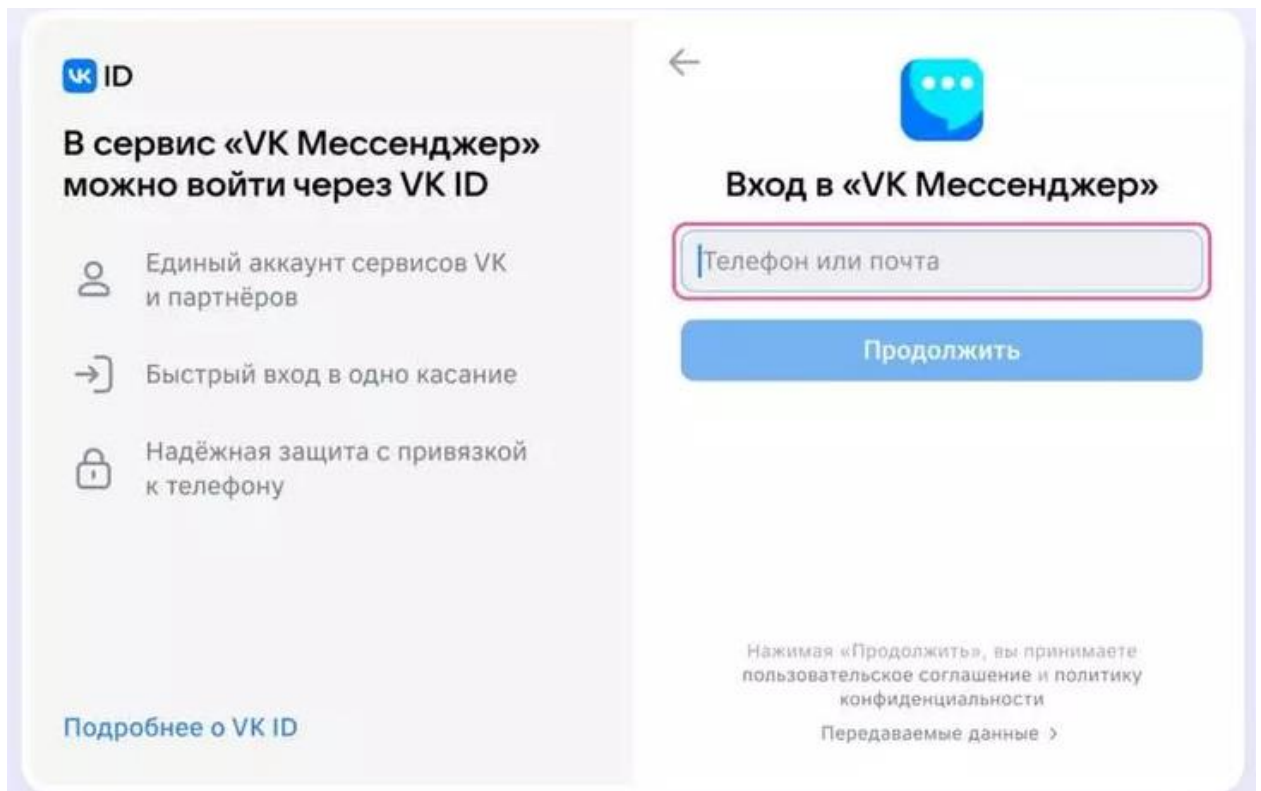 VK ID
В сервис «VK Мессенджер»
можно войти через VK ID
Единый аккаунт сервисов VK
и партнёров
Быстрый вход в одно касание
Надёжная защита с привязкой
к телефону
Подробнее о VK ID
Вход в «VK Мессенджер»
Телефон или почта
Продолжить
Нажимая «Продолжить», вы принимаете
пользовательское соглашение и политику
конфиденциальности
Передаваемые данные >